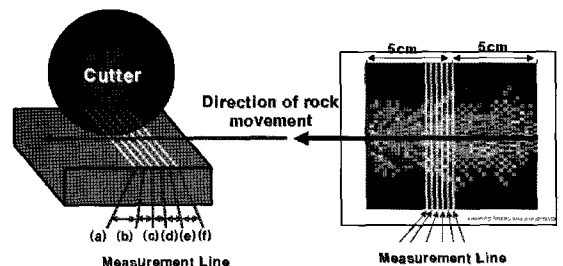 Cutter
Direction of rock
movement
(a) (b) (c) (d) (e) (f)
Measurement Line
5cm 5cm
Measurement Line